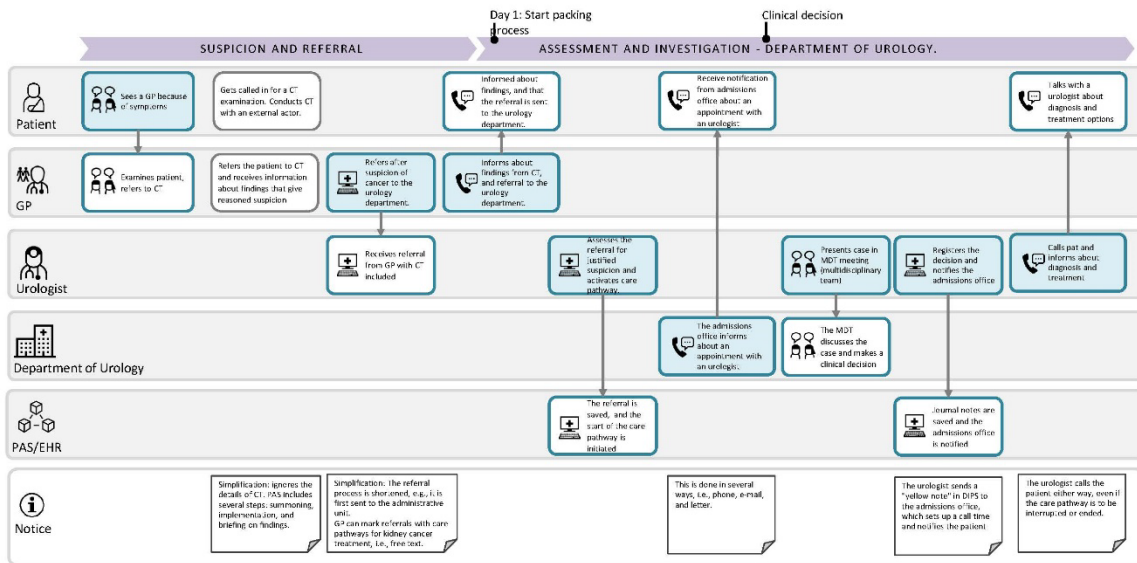 Day 1: Start packing
process
Clinical decision
SUSPICION AND REFERRAL
ASSESSMENT AND INVESTIGATION - DEPARTMENT OF UROLOGY.
Patient
Sees a GP because
of symptoms
Gets called in for a CT
examination. Conducts CT
with an external actor.
Informed about
findings, and that
the referral is sent
to the urology
department.
Receive notification
from admissions
office about an
appointment with
an urologist
Talks with a
urologist about
diagnosis and
treatment options
GP
Examines patient,
refers to CT
Refers the patient to CT
and receives information
about findings that give
reasoned suspicion
Refers after
suspicion of
cancer to the
urology
department.
Informs about
findings from CT,
and referral to the
urology
department.
Urologist
Receives referral
from GP with CT
included
Assesses the
referral for
justified
suspicion and
activates care
pathway.
Presents case in
MDT meeting
(multidisciplinary
team)
Registers the
decision and
notifies the
admissions office
Calls pat and
informs about
diagnosis and
treatment
Department of Urology
The admissions
office informs
about an
appointment with
an urologist
The MDT
discusses the
case and makes a
clinical decision
PAS/EHR
The referral is
saved, and the
start of the care
pathway is
initiated
Journal notes are
saved and the
admissions office
is notified
Notice
Simplification: ignores the
details of CT. PAS includes
several steps: summoning,
implementation, and
briefing on findings.
Simplification: The referral
process is shortened, e.g., it is
first sent to the administrative
unit.
GP can mark referrals with care
pathways for kidney cancer
treatment, i.e., free text.
This is done in several
ways, i.e., phone, e-mail,
and letter.
The urologist sends a
"yellow note" in DIPS to
the admissions office,
which sets up a call time
and notifies the patient
The urologist calls the
patient either way, even if
the care pathway is to be
interrupted or ended.